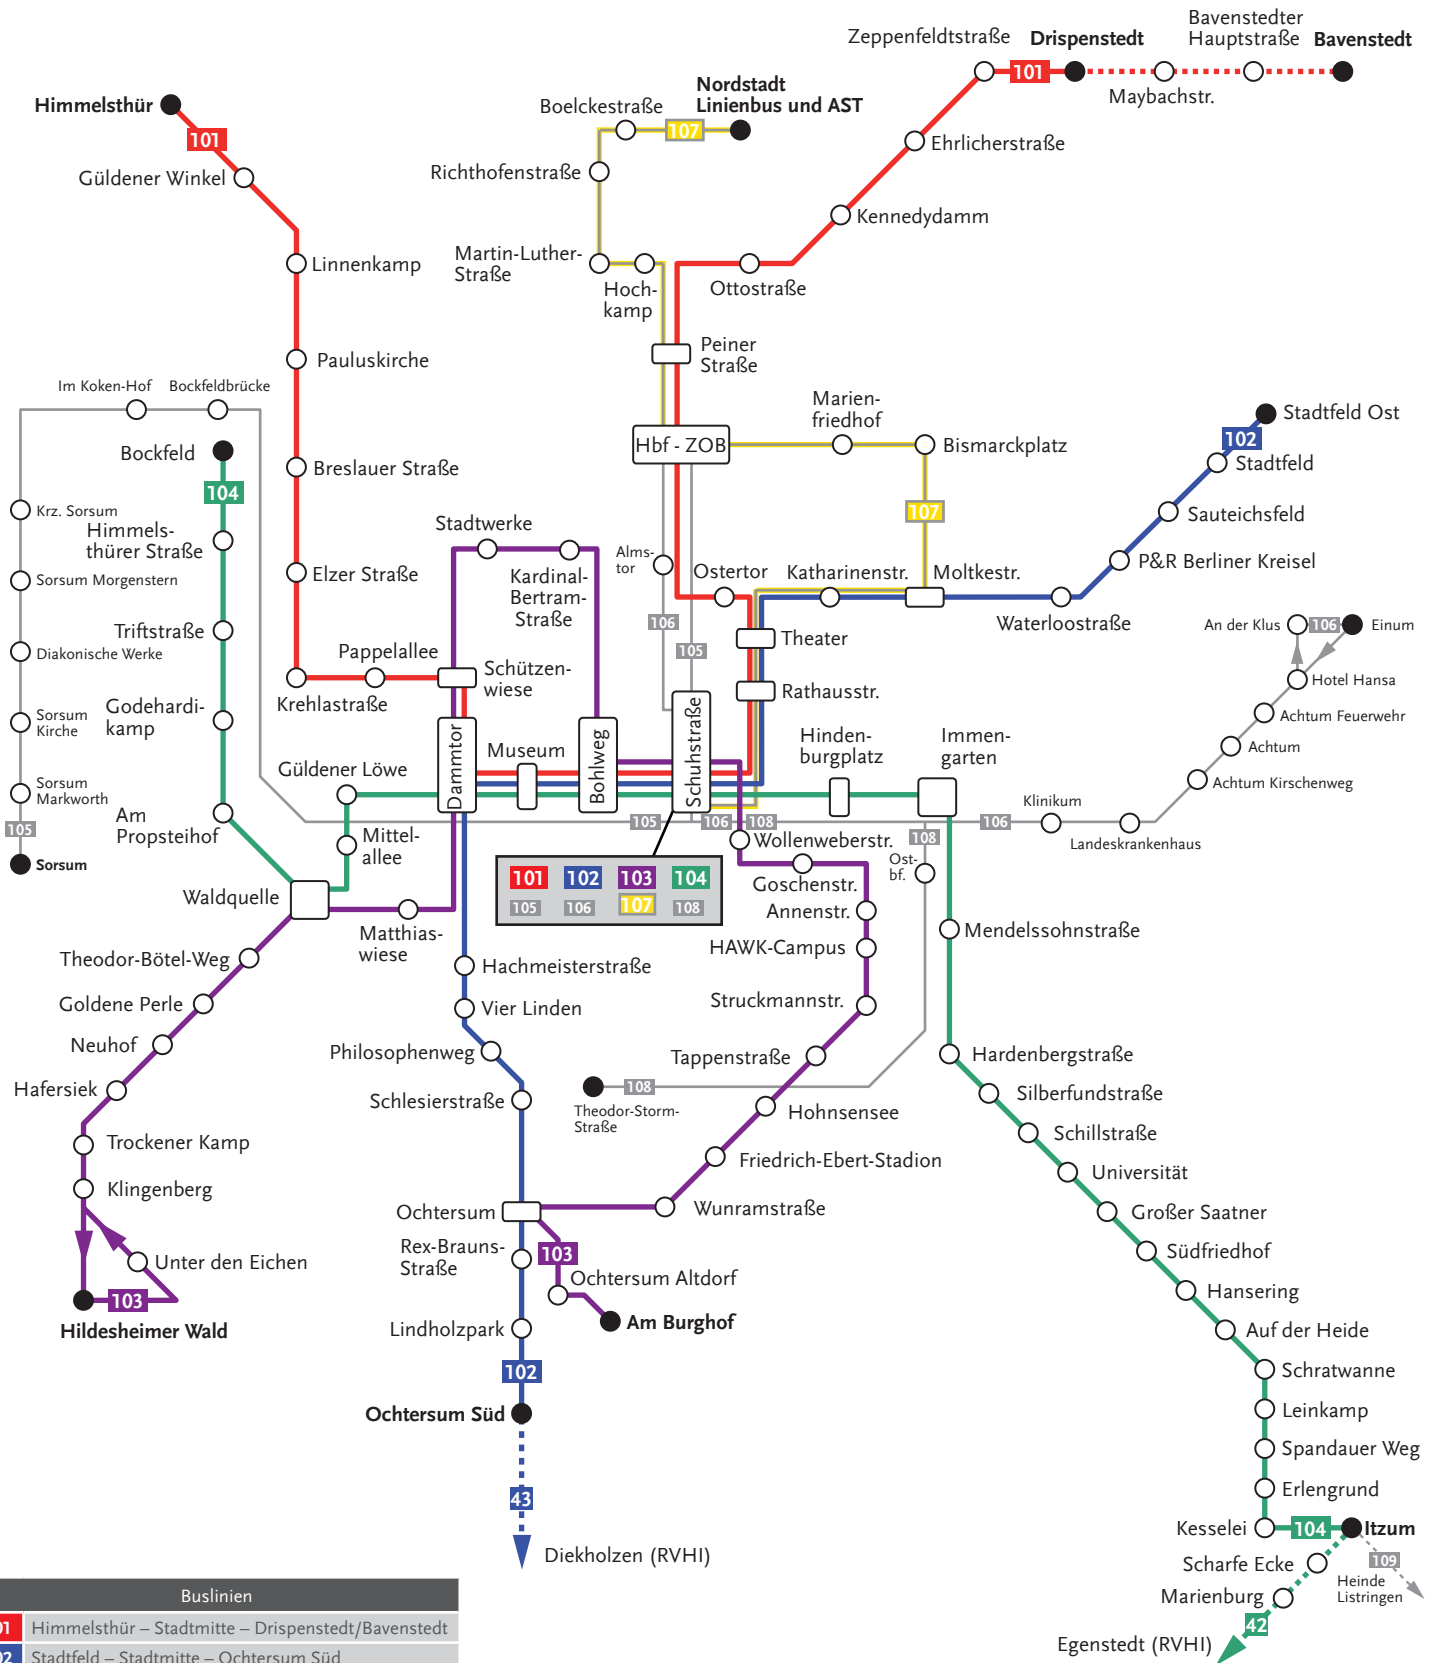 Zeppenfeldtstraße
Drispenstedt
Bavenstedter
Hauptstraße
Bavenstedt
101
Maybachstr.
Himmelsthür
101
Güldener Winkel
Nordstadt
Linienbus und AST
Boelckestraße
107
Richthofenstraße
Ehrlicherstraße
Kennedydamm
Linnenkamp
Martin-Luther-
Straße
Hoch-
kamp
Ottostraße
Peiner
Straße
Pauluskirche
Im Koken-Hof
Bockfeldbrücke
Bockfeld
104
Breslauer Straße
Hbf - ZOB
Marien-
friedhof
Bismarckplatz
107
Stadtfeld Ost
102
Stadtfeld
Sauteichsfeld
P&R Berliner Kreisel
Krz. Sorsum
Himmels-
thürer Straße
Stadtwerke
Kardinal-
Bertram-
Straße
Alms-
tor
Ostertor
Katharinenstr.
Moltkestr.
Waterloostraße
Sorsum Morgenstern
Elzer Straße
106
105
Theater
An der Klus
106
Einum
Triftstraße
Diakonische Werke
Pappelallee
Schützen-
wiese
Krehlastraße
Rathausstr.
Hotel Hansa
Godehardi-
kamp
Sorsum
Kirche
Achtum Feuerwehr
Achtum
Achtum Kirschenweg
Güldener Löwe
Dammtor
Museum
Bohlweg
Schuhstraße
Hinden-
burgplatz
Immen-
garten
Sorsum
Markworth
105
Sorsum
Am
Propsteihof
Mittel-
allee
105
106
108
108
106
Klinikum
Landeskrankenhaus
Wollenweberstr.
Ost-
bf.
101
102
103
104
105
106
107
108
Goschenstr.
Annenstr.
Waldquelle
Matthias-
wiese
HAWK-Campus
Mendelssohnstraße
Theodor-Bötel-Weg
Hachmeisterstraße
Goldene Perle
Vier Linden
Struckmannstr.
Neuhof
Philosophenweg
Tappenstraße
Hardenbergstraße
Hafersiek
Schlesierstraße
108
Theodor-Storm-
Straße
Hohnsensee
Silberfundstraße
Trockener Kamp
Schillstraße
Friedrich-Ebert-Stadion
Universität
Klingenberg
Ochtersum
Wunramstraße
Großer Saatner
Rex-Brauns-
Straße
103
Südfriedhof
Unter den Eichen
Ochtersum Altdorf
Hansering
103
Hildesheimer Wald
Lindholzpark
Am Burghof
Auf der Heide
102
Schratwanne
Ochtersum Süd
Leinkamp
Spandauer Weg
43
Erlengrund
Kesselei
104
Itzum
Diekholzen (RVHI)
Scharfe Ecke
109
Heinde
Listringen
Marienburg
42
Egenstedt (RVHI)
Buslinien
01 Himmelsthür – Stadtmitte – Drispenstedt/Bavenstedt
02 Stadtfeld – Stadtmitte – Ochtersum Süd